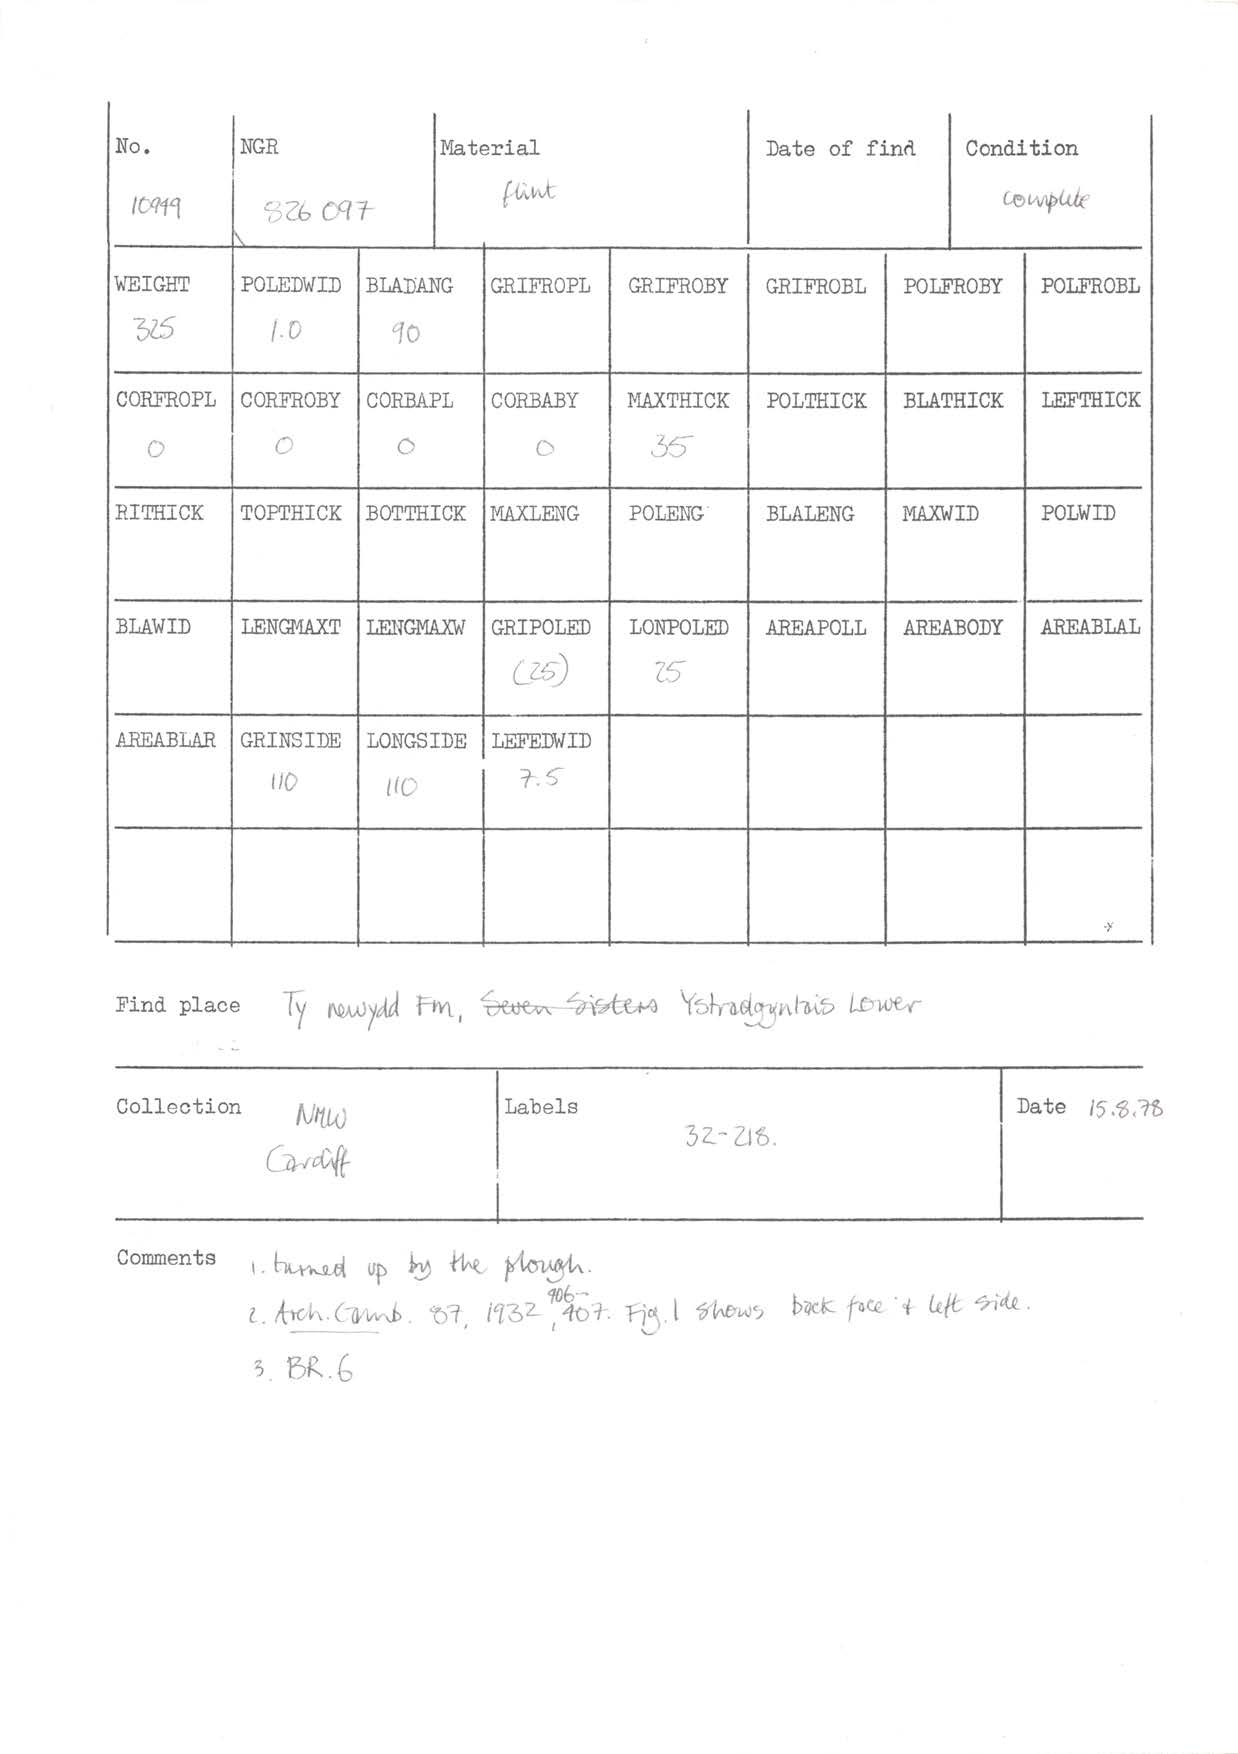 No. NGR Material Date of find Condition
10949 826 097 flint complete
WEIGHT POLEDWID BLADANG GRIFROPL GRIFROBY GRIFROBL POLFROBY POLFROBL
325 1.0 90
CORFROPL CORFROBY CORBAPL CORBABY MAXTHICK POLTHICK BLATHICK LEFTHICK
0 0 0 0 35
RITHICK TOPTHICK BOTTHICK MAXLENG POLENG BLALENG MAXWID POLWID
BLAWID LENGMAXT LENGMAXW GRIPOLED LONPOLED AREAPOLL AREABODY AREABLAL
(25) 25
AREABLAR GRINSIDE LONGSIDE LEFEDWID
110 110 7.5
Find place Ty newydd Fm, Seven Sisters Ystradgynlais Lower
Collection NMW Labels Date 15.8.78
Cardiff 32-218.
Comments 1. turned up by the plough.
2. Arch. Camb. 87, 1932, 406-407. Fig. 1 shows back face & left side.
3. BR.6